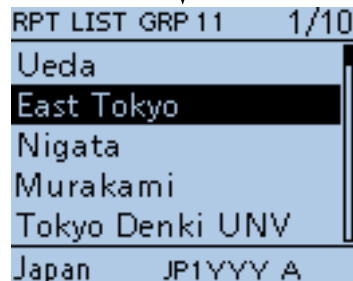 RPT LIST GRP 11 1/10
Ueda
East Tokyo
Nigata
Murakami
Tokyo Denki UNV
Japan JP1YYY A